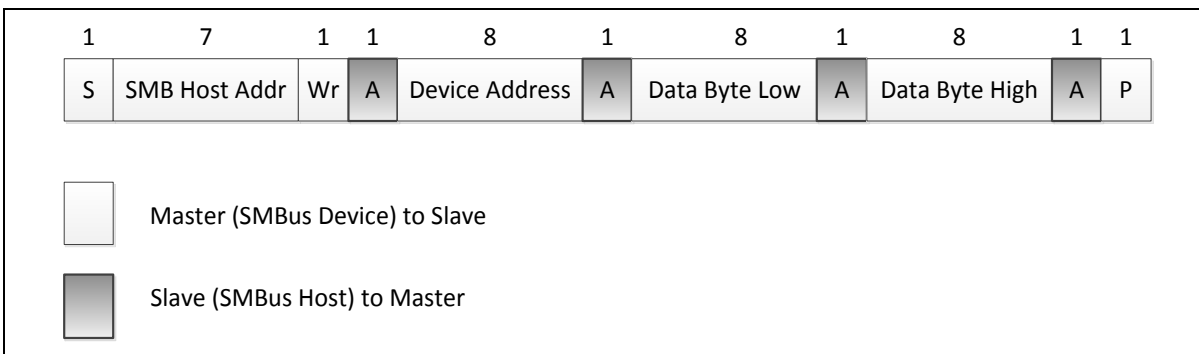 1 7 1 1 8 1 8 1 8 1 1
S SMB Host Addr Wr A Device Address A Data Byte Low A Data Byte High A P
Master (SMBus Device) to Slave
Slave (SMBus Host) to Master